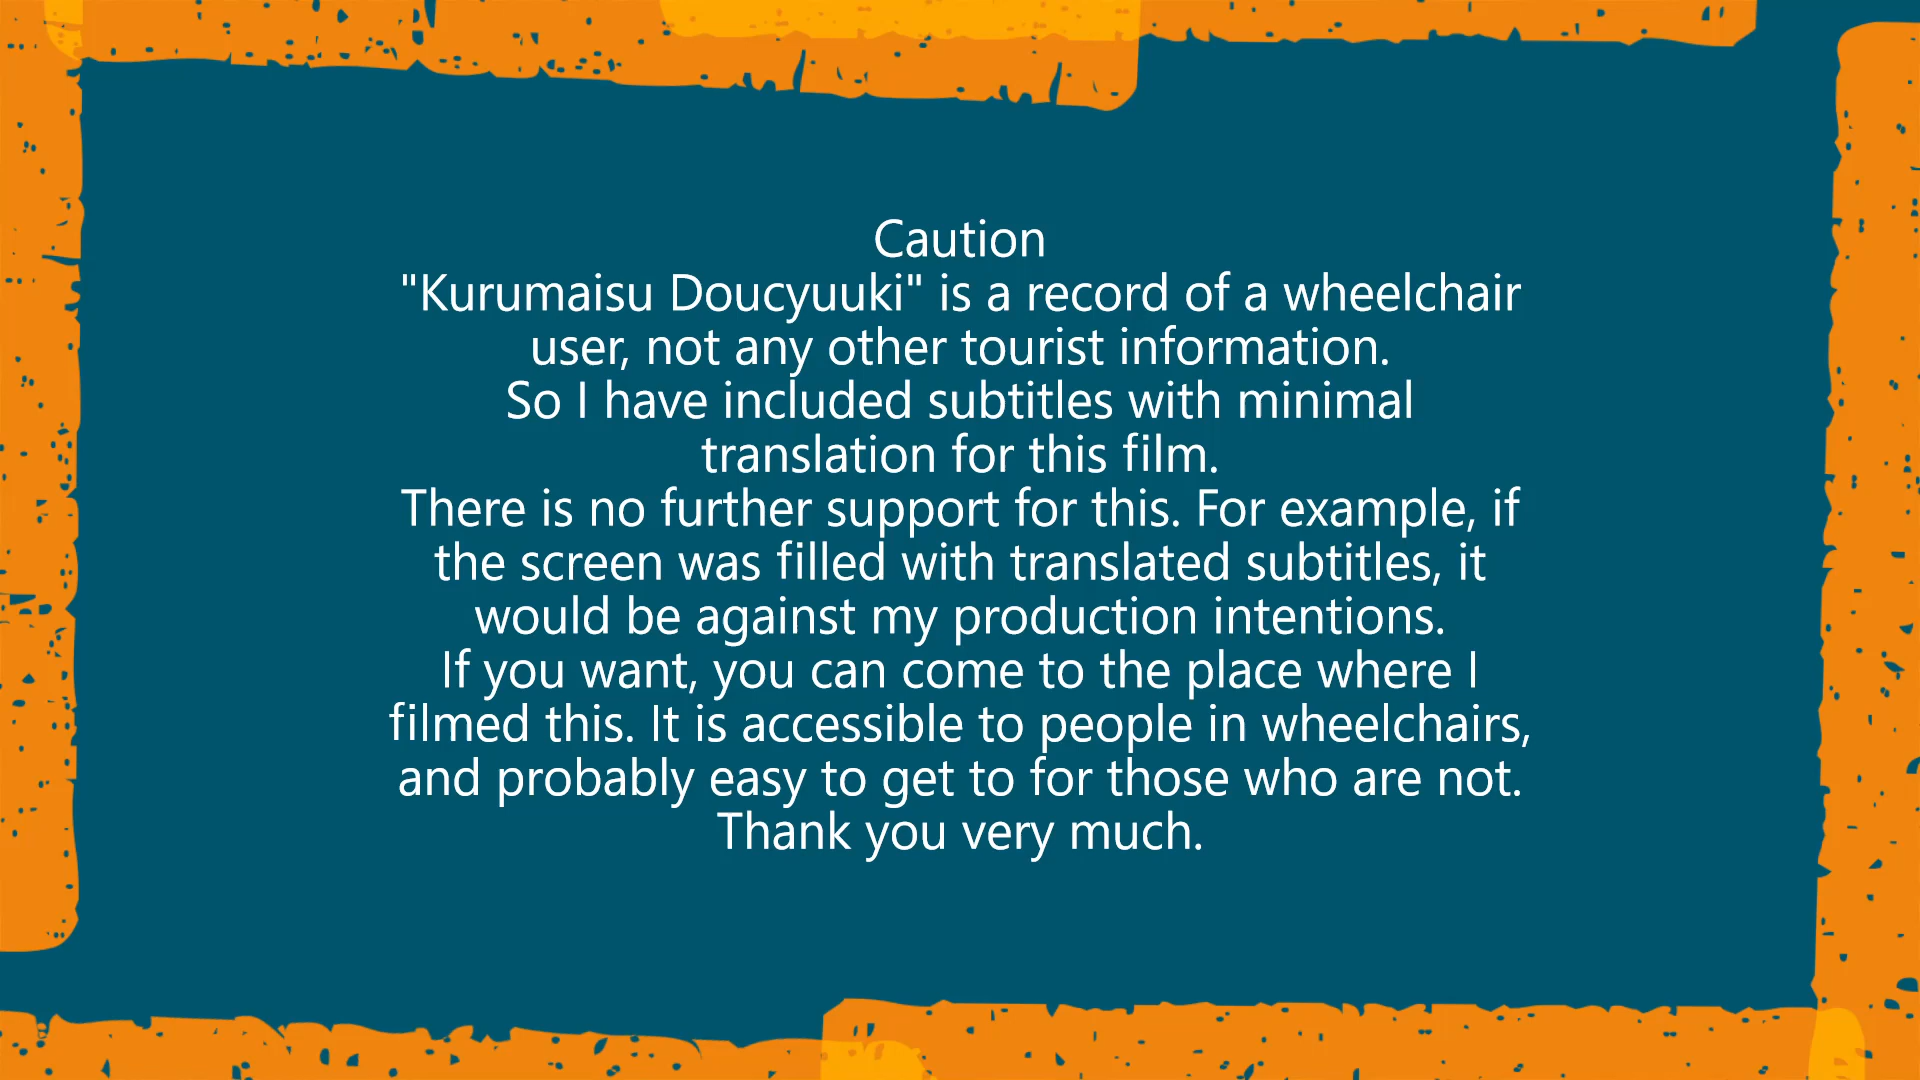 Caution
"Kurumaisu Doucyuuki" is a record of a wheelchair
user, not any other tourist information.
So I have included subtitles with minimal
translation for this film.
There is no further support for this. For example, if
the screen was filled with translated subtitles, it
would be against my production intentions.
If you want, you can come to the place where I
filmed this. It is accessible to people in wheelchairs,
and probably easy to get to for those who are not.
Thank you very much.